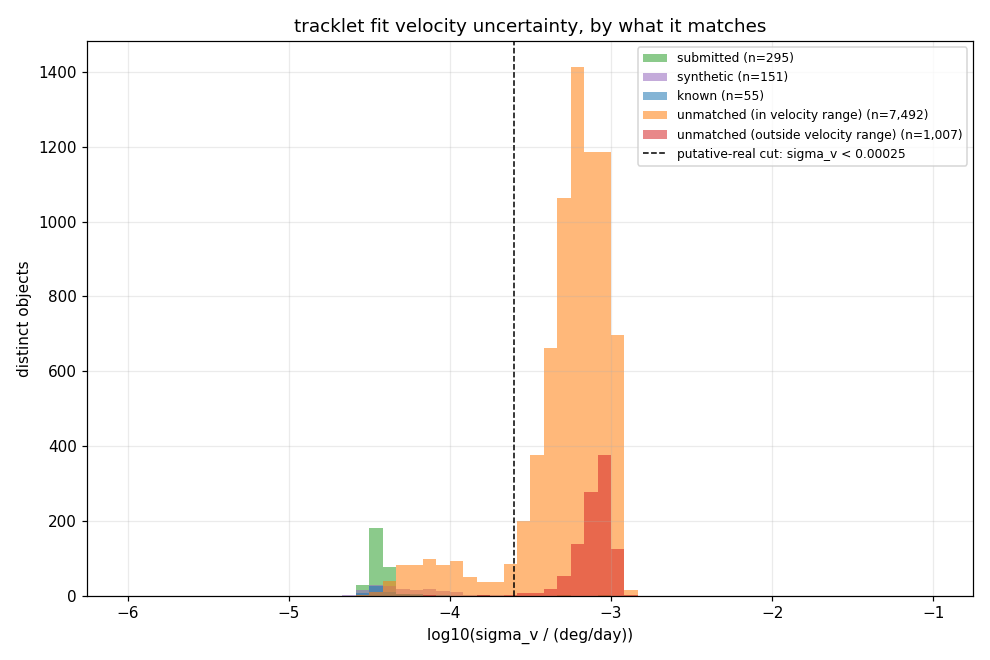 tracklet fit velocity uncertainty, by what it matches
submitted (n=295)
synthetic (n=151)
known (n=55)
unmatched (in velocity range) (n=7,492)
unmatched (outside velocity range) (n=1,007)
putative-real cut: sigma_v < 0.00025
distinct objects
1400
1200
1000
800
600
400
200
0
−6
−5
−4
−3
−2
−1
log10(sigma_v / (deg/day))